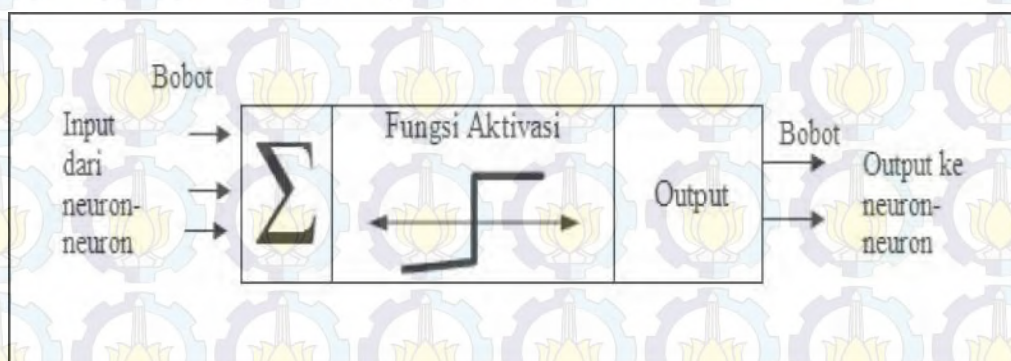 Bobot
Input
dari
neuron-
neuron
Σ
Fungsi Aktivasi
Output
Bobot
Output ke
neuron-
neuron